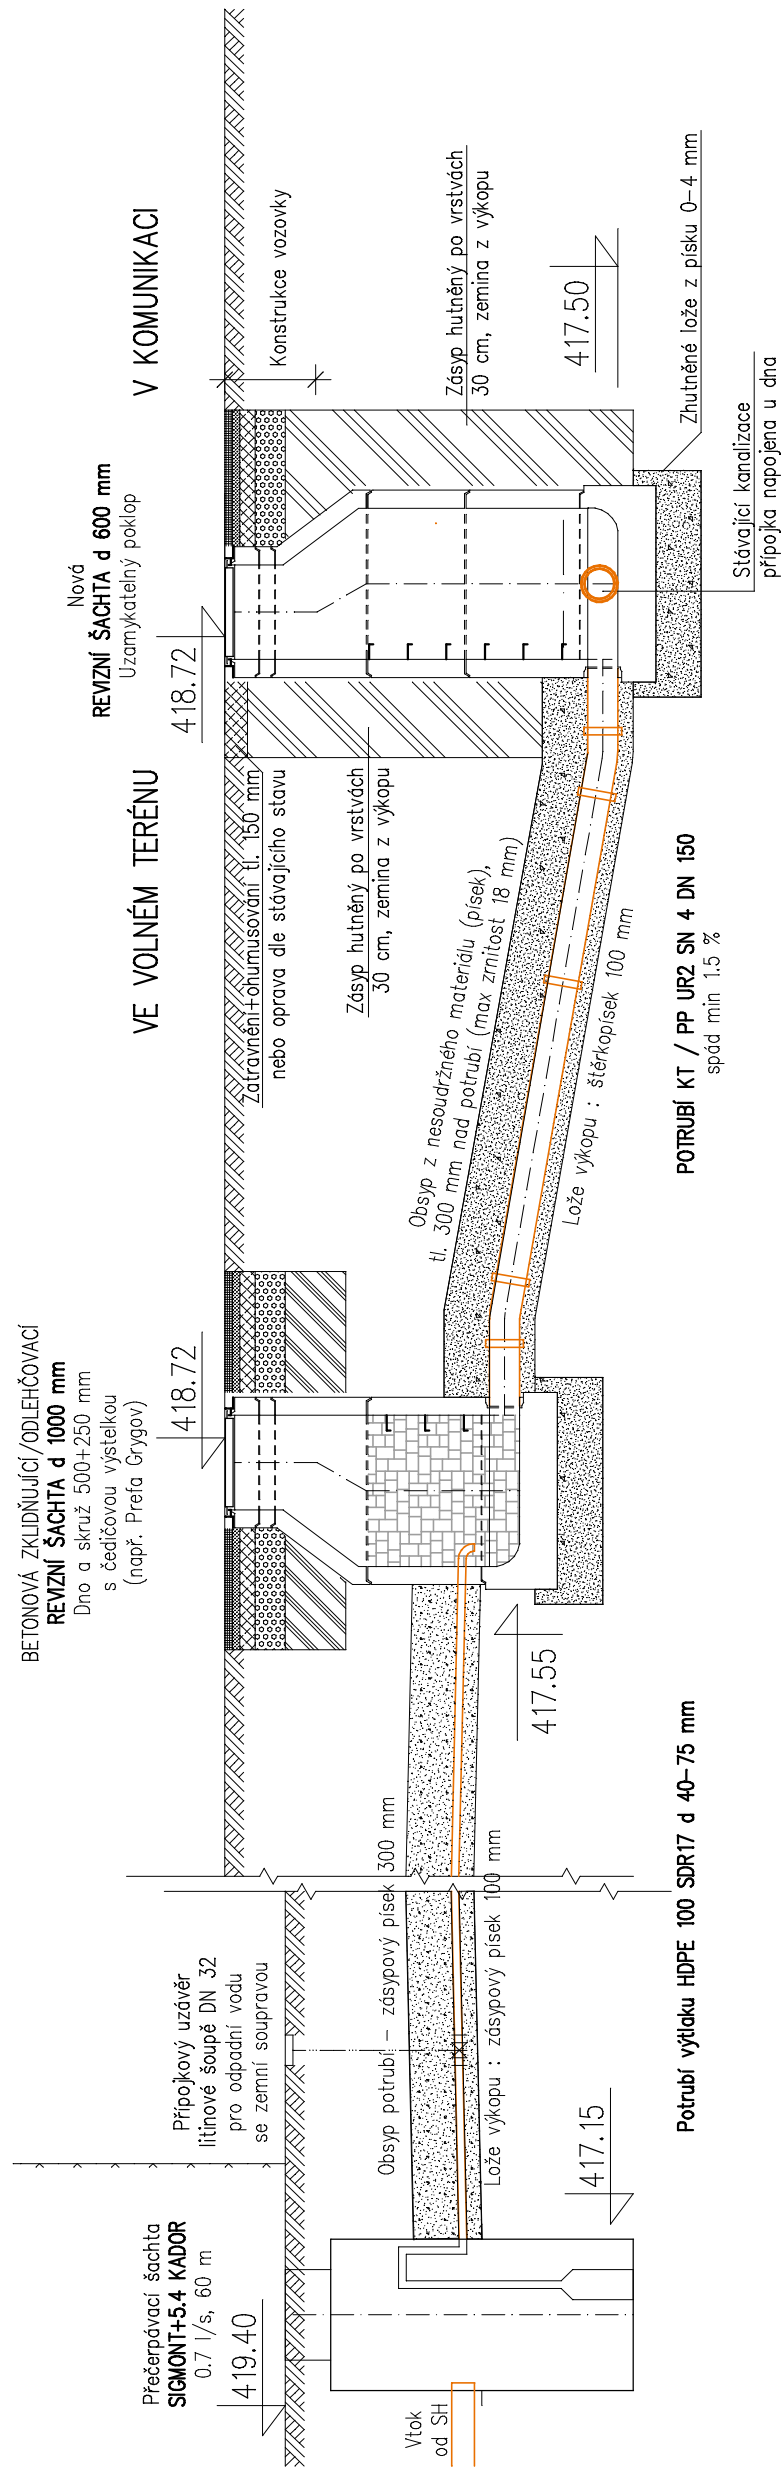 Přečerpávací šachta
SIGMONT+5.4 KADOR
0.7 l/s, 60 m
419.40
Vtok
od SH
417.15
Přípojkový uzávěr
litinové šoupě DN 32
pro odpadní vodu
se zemní soupravou
Obsyp potrubí – zásypový písek 300 mm
Lože výkopu : zásypový písek 100 mm
Potrubí výtlaku HDPE 100 SDR17 d 40–75 mm
BETONOVÁ ZKLIDŇUJÍCÍ/ODLEHČOVACÍ
REVIZNÍ ŠACHTA d 1000 mm
Dno a skruž 500+250 mm
s čedičovou výstelkou
(např. Prefa Grygov)
418.72
417.55
VE VOLNÉM TERÉNU
Zatravnění+ohumusování tl. 150 mm
nebo oprava dle stávajícího stavu
Zásyp hutněný po vrstvách
30 cm, zemina z výkopu
Obsyp z nesoudržného materiálu (písek),
tl. 300 mm nad potrubí (max zrnitost 18 mm)
Lože výkopu : štěrkopísek 100 mm
POTRUBÍ KT / PP UR2 SN 4 DN 150
spád min 1.5 %
Nová
REVIZNÍ ŠACHTA d 600 mm
Uzamykatelný poklop
418.72
V KOMUNIKACI
Konstrukce vozovky
Zásyp hutněný po vrstvách
30 cm, zemina z výkopu
417.50
Zhutněné lože z písku 0–4 mm
Stávající kanalizace
přípojka napojena u dna